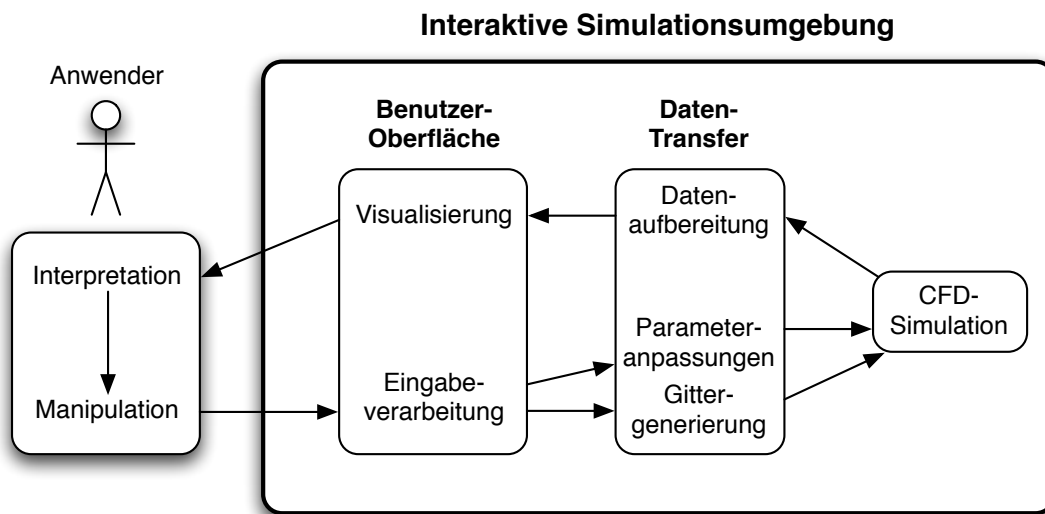 Interaktive Simulationsumgebung
Anwender
Benutzer-
Oberfläche
Daten-
Transfer
Visualisierung
Daten-
aufbereitung
Interpretation
CFD-
Simulation
Parameter-
anpassungen
Manipulation
Eingabe-
verarbeitung
Gitter-
generierung